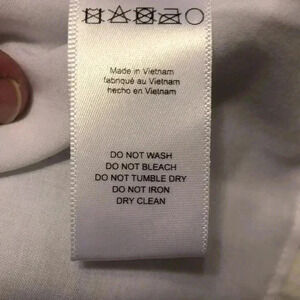 Made in Vietnam
fabriqué au Vietnam
hecho en Vietnam
DO NOT WASH
DO NOT BLEACH
DO NOT TUMBLE DRY
DO NOT IRON
DRY CLEAN